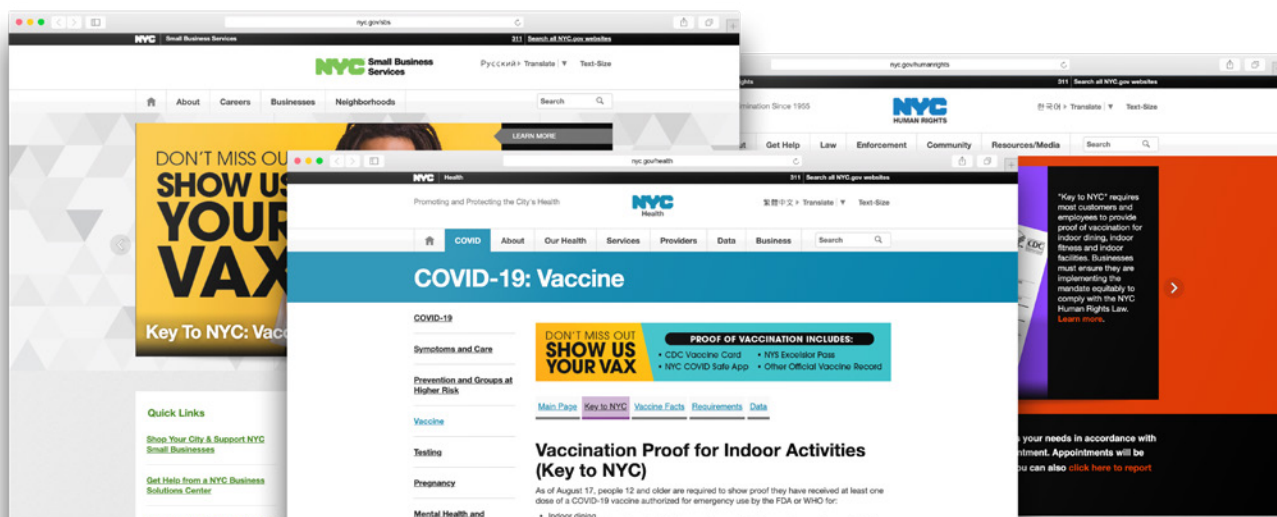 nyc.gov/sbs
NYC Small Business Services
311 Search all NYC.gov websites
NYC Small Business
Services
Русский ▸ Translate ▼ Text-Size
About Careers Businesses Neighborhoods
Search
LEARN MORE
DON'T MISS OU
SHOW US
YOUR
VAX
Key To NYC: Vacc
Quick Links
Shop Your City & Support NYC
Small Businesses
Get Help from a NYC Business
Solutions Center
nyc.gov/humanrights
rights
311 Search all NYC.gov websites
mination Since 1955
NYC
HUMAN RIGHTS
한국어 ▸ Translate ▼ Text-Size
ut Get Help Law Enforcement Community Resources/Media
Search
CDC
"Key to NYC" requires
most customers and
employees to provide
proof of vaccination for
indoor dining, indoor
fitness and indoor
facilities. Businesses
must ensure they are
implementing the
mandate equitably to
comply with the NYC
Human Rights Law.
Learn more.
s your needs in accordance with
ntment. Appointments will be
ou can also click here to report
nyc.gov/health
NYC Health
311 Search all NYC.gov websites
Promoting and Protecting the City's Health
NYC
Health
繁體中文 ▸ Translate ▼ Text-Size
COVID About Our Health Services Providers Data Business
Search
COVID-19: Vaccine
COVID-19
Symptoms and Care
Prevention and Groups at
Higher Risk
Vaccine
Testing
Pregnancy
Mental Health and
DON'T MISS OUT
SHOW US
YOUR VAX
PROOF OF VACCINATION INCLUDES:
• CDC Vaccine Card • NYS Excelsior Pass
• NYC COVID Safe App • Other Official Vaccine Record
Main Page Key to NYC Vaccine Facts Requirements Data
Vaccination Proof for Indoor Activities
(Key to NYC)
As of August 17, people 12 and older are required to show proof they have received at least one
dose of a COVID-19 vaccine authorized for emergency use by the FDA or WHO for:
• Indoor dining